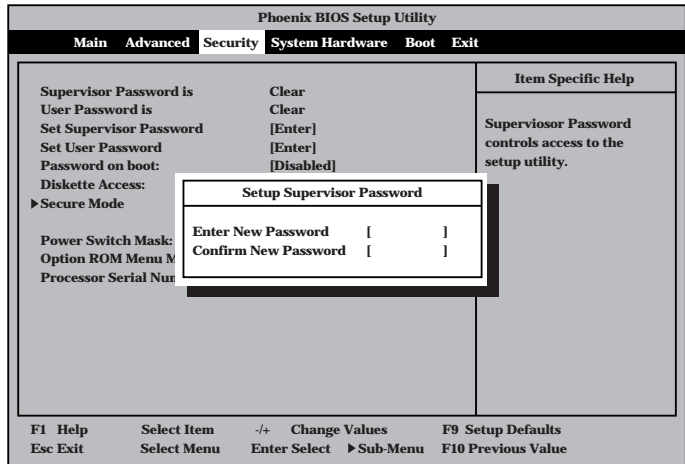 Phoenix BIOS Setup Utility
Main Advanced Security System Hardware Boot Exit
Supervisor Password is Clear
User Password is Clear
Set Supervisor Password [Enter]
Set User Password [Enter]
Password on boot: [Disabled]
Diskette Access:
▶Secure Mode
Power Switch Mask:
Option ROM Menu M
Processor Serial Num
Setup Supervisor Password
Enter New Password [ ]
Confirm New Password [ ]
Item Specific Help
Superviosor Password
controls access to the
setup utility.
F1 Help Select Item -/+ Change Values F9 Setup Defaults
Esc Exit Select Menu Enter Select ▶Sub-Menu F10 Previous Value